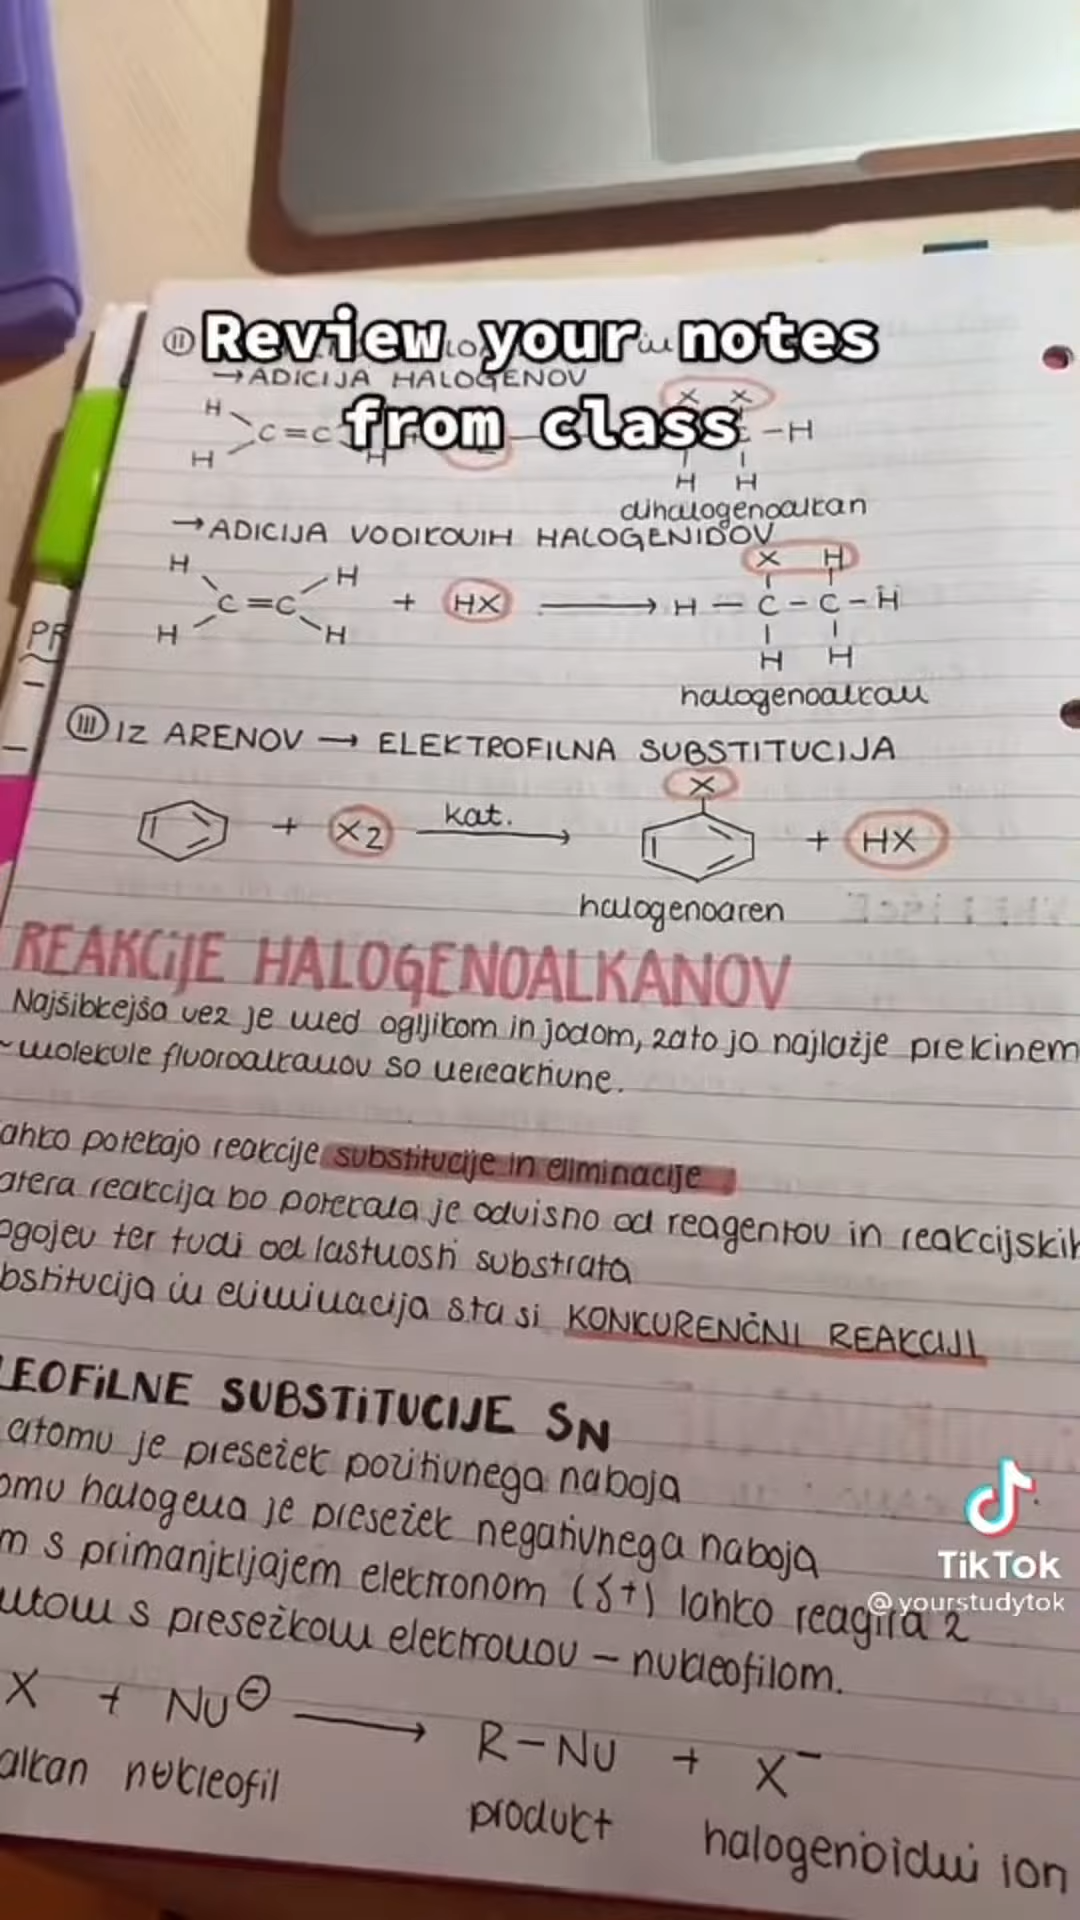 Review your notes
from class
II
→ ADICIJA HALOGENOV
H
C=C
H
H
X X
-H
H H
dihalogenoalkan
→ ADICIJA VODIKOVIH HALOGENIDOV
H H X H
C=C + HX → H - C - C - H
H H H H
halogenoalkan
III IZ ARENOV → ELEKTROFILNA SUBSTITUCIJA
X
+ X2 kat. → + HX
halogenoaren
REAKCIJE HALOGENOALKANOV
Najšibkejša vez je med ogljikom in jodom, zato jo najlažje prekinem
~molekule fluoroalkanov so nereaktivne.
ahko potekajo reakcije substitucije in eliminacije
atera reakcija bo potekala je odvisno od reagentov in reakcijskih
ogojev ter tudi od lastnosti substrata
bstitucija in eliminacija sta si KONKURENČNI REAKCIJI
LEOFILNE SUBSTITUCIJE SN
atomu je presežek pozitivnega naboja
omu halogena je presežek negativnega naboja
m s primanjkljajem elektronom (δ+) lahko reagira z
utom s presežkom elektronov - nukleofilom.
X + Nu⊖ → R-NU + X⁻
alkan nukleofil produkt halogenoidni ion
PR
TikTok
@yourstudytok